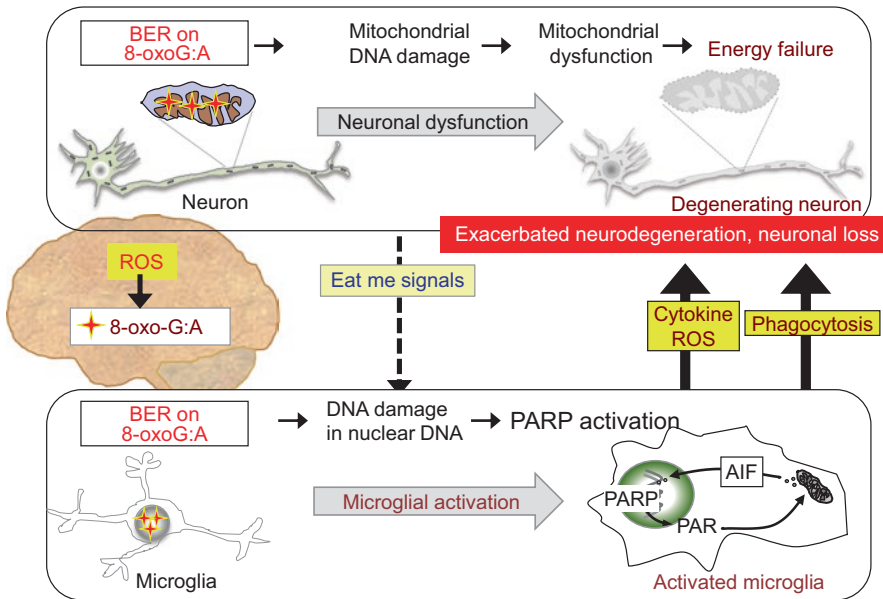 BER on
8-oxoG:A
Mitochondrial
DNA damage
Mitochondrial
dysfunction
Energy failure
Neuronal dysfunction
Neuron
Degenerating neuron
Exacerbated neurodegeneration, neuronal loss
ROS
8-oxo-G:A
Eat me signals
Cytokine
ROS
Phagocytosis
BER on
8-oxoG:A
DNA damage
in nuclear DNA
PARP activation
Microglial activation
AIF
PARP
PAR
Microglia
Activated microglia